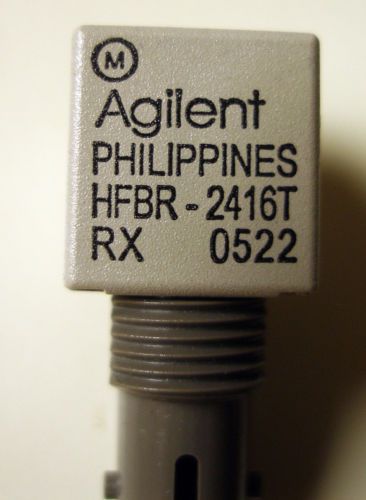 M
Agilent
PHILIPPINES
HFBR - 2416T
RX 0522